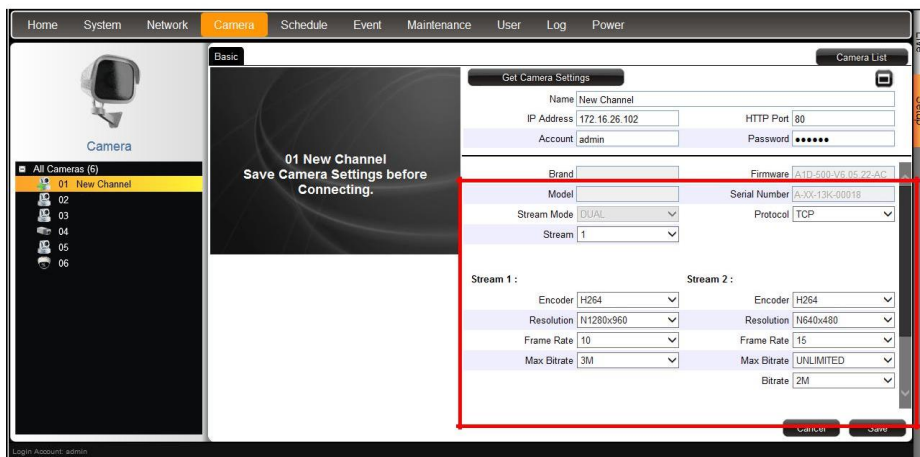 Home System Network Camera Schedule Event Maintenance User Log Power
Live
Setup
Camera
All Cameras (6)
01 New Channel
02
03
04
05
06
Basic
Camera List
01 New Channel
Save Camera Settings before
Connecting.
Get Camera Settings
Name New Channel
IP Address 172.16.26.102 HTTP Port 80
Account admin Password ●●●●●●
Brand Firmware A1D-500-V6.05.22-AC
Model Serial Number A-XX-13K-00018
Stream Mode DUAL Protocol TCP
Stream 1
Stream 1 : Stream 2 :
Encoder H264 Encoder H264
Resolution N1280x960 Resolution N640x480
Frame Rate 10 Frame Rate 15
Max Bitrate 3M Max Bitrate UNLIMITED
Bitrate 2M
Cancel Save
Login Account: admin